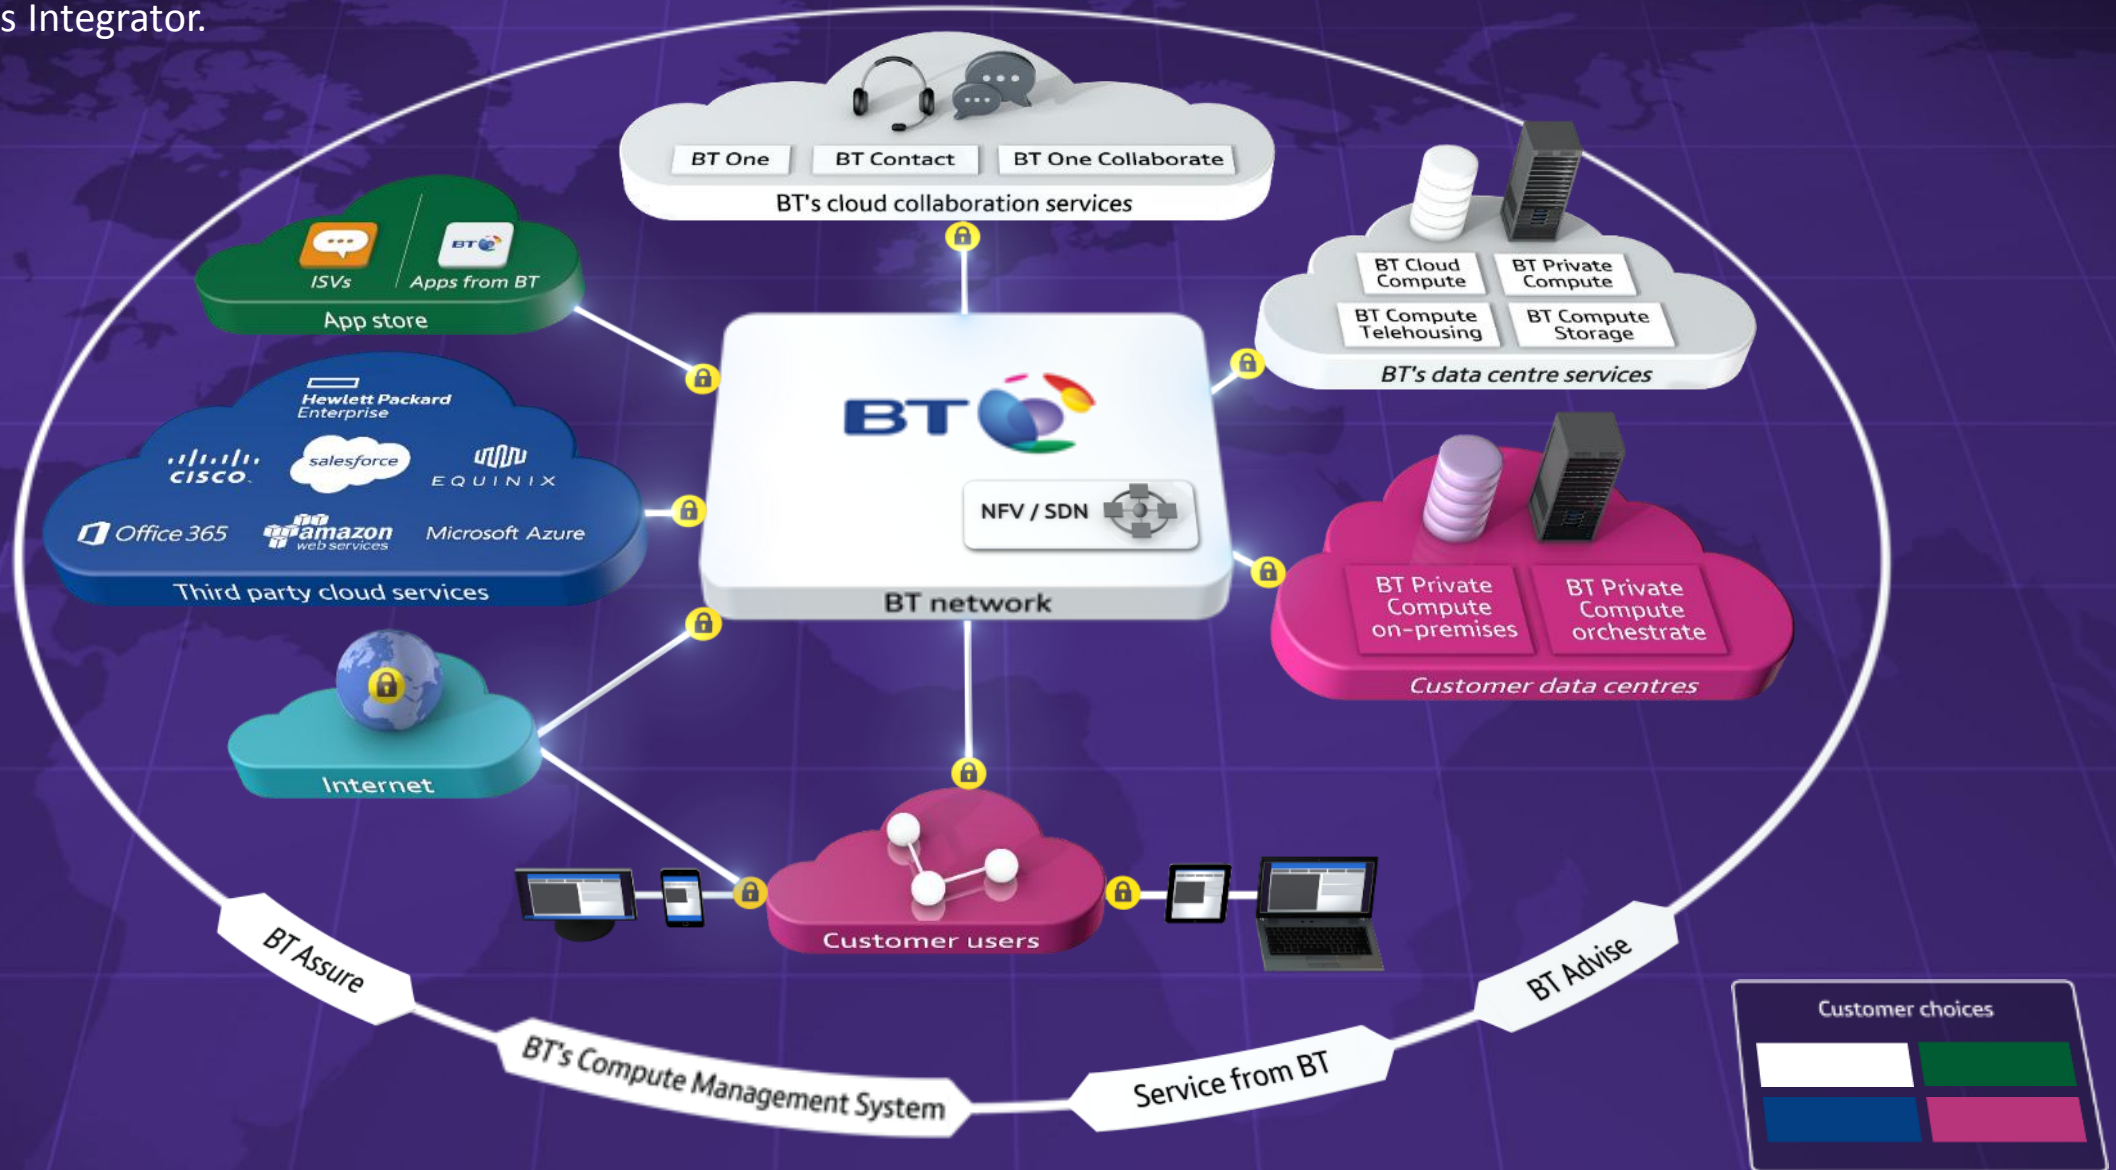 s Integrator.
BT One
BT Contact
BT One Collaborate
BT's cloud collaboration services
ISVs
BT
Apps from BT
App store
BT Cloud
Compute
BT Private
Compute
BT Compute
Telehousing
BT Compute
Storage
BT's data centre services
Hewlett Packard
Enterprise
CISCO
salesforce
EQUINIX
Office 365
amazon
web services
Microsoft Azure
Third party cloud services
BT
NFV / SDN
BT network
BT Private
Compute
on-premises
BT Private
Compute
orchestrate
Customer data centres
Internet
Customer users
BT Assure
BT's Compute Management System
Service from BT
BT Advise
Customer choices